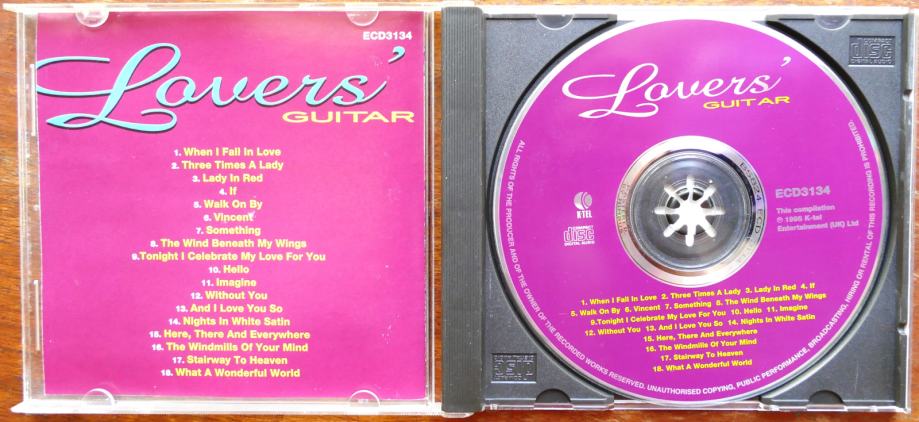 ECD3134
Lovers'
GUITAR
1. When I Fall In Love
2. Three Times A Lady
3. Lady In Red
4. If
5. Walk On By
6. Vincent
7. Something
8. The Wind Beneath My Wings
9.Tonight I Celebrate My Love For You
10. Hello
11. Imagine
12. Without You
13. And I Love You So
14. Nights In White Satin
15. Here, There And Everywhere
16. The Windmills Of Your Mind
17. Stairway To Heaven
18. What A Wonderful World
Lovers'
GUITAR
ECD3134
This compilation
℗ 1995 K-tel
Entertainment (UK) Ltd
K-TEL
COMPACT
disc
DIGITAL AUDIO
1. When I Fall In Love 2. Three Times A Lady 3. Lady In Red 4. If
5. Walk On By 6. Vincent 7. Something 8. The Wind Beneath My Wings
9.Tonight I Celebrate My Love For You 10. Hello 11. Imagine
12. Without You 13. And I Love You So 14. Nights In White Satin
15. Here, There And Everywhere
16. The Windmills Of Your Mind
17. Stairway To Heaven
18. What A Wonderful World
ALL RIGHTS OF THE PRODUCER AND OF THE OWNER OF THE RECORDED WORKS RESERVED. UNAUTHORISED COPYING, PUBLIC PERFORMANCE, BROADCASTING, HIRING OR RENTAL OF THIS RECORDING IS PROHIBITED.
disc
DIGITAL AUDIO